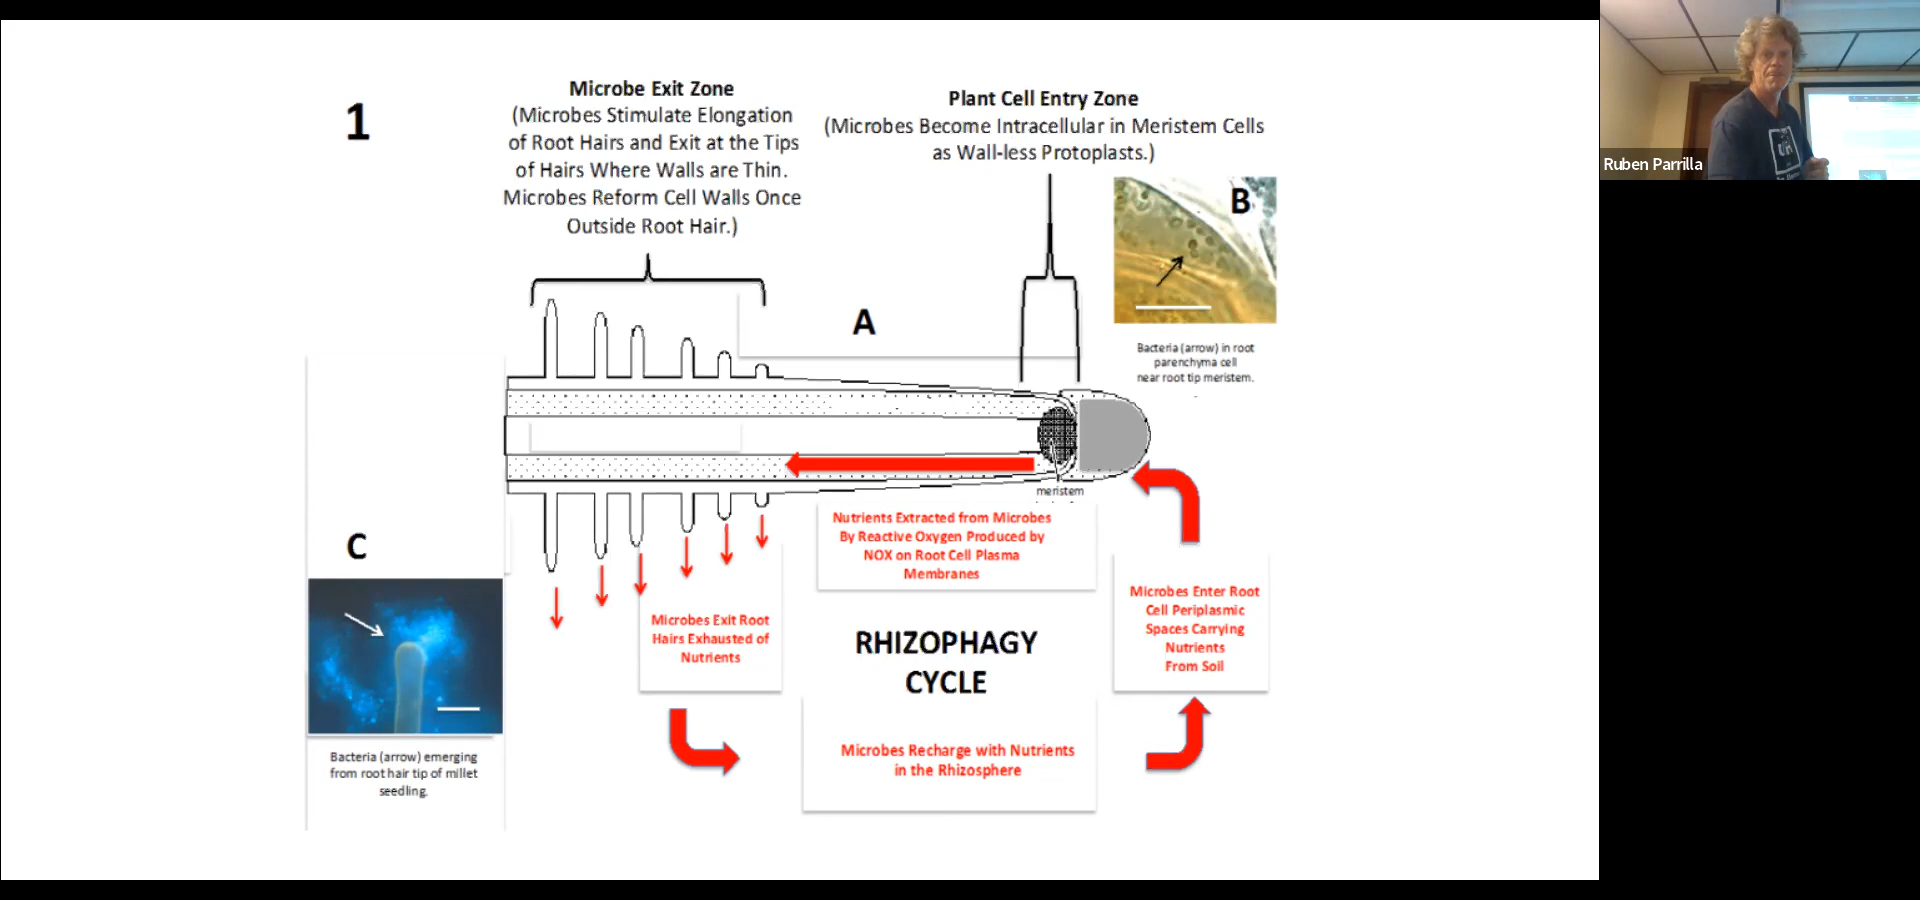 1
Microbe Exit Zone
(Microbes Stimulate Elongation
of Root Hairs and Exit at the Tips
of Hairs Where Walls are Thin.
Microbes Reform Cell Walls Once
Outside Root Hair.)
Plant Cell Entry Zone
(Microbes Become Intracellular in Meristem Cells
as Wall-less Protoplasts.)
B
Bacteria (arrow) in root
parenchyma cell
near root tip meristem.
A
meristem
Nutrients Extracted from Microbes
By Reactive Oxygen Produced by
NOX on Root Cell Plasma
Membranes
C
Bacteria (arrow) emerging
from root hair tip of millet
seedling.
Microbes Exit Root
Hairs Exhausted of
Nutrients
RHIZOPHAGY
CYCLE
Microbes Enter Root
Cell Periplasmic
Spaces Carrying
Nutrients
From Soil
Microbes Recharge with Nutrients
in the Rhizosphere
Ruben Parrilla